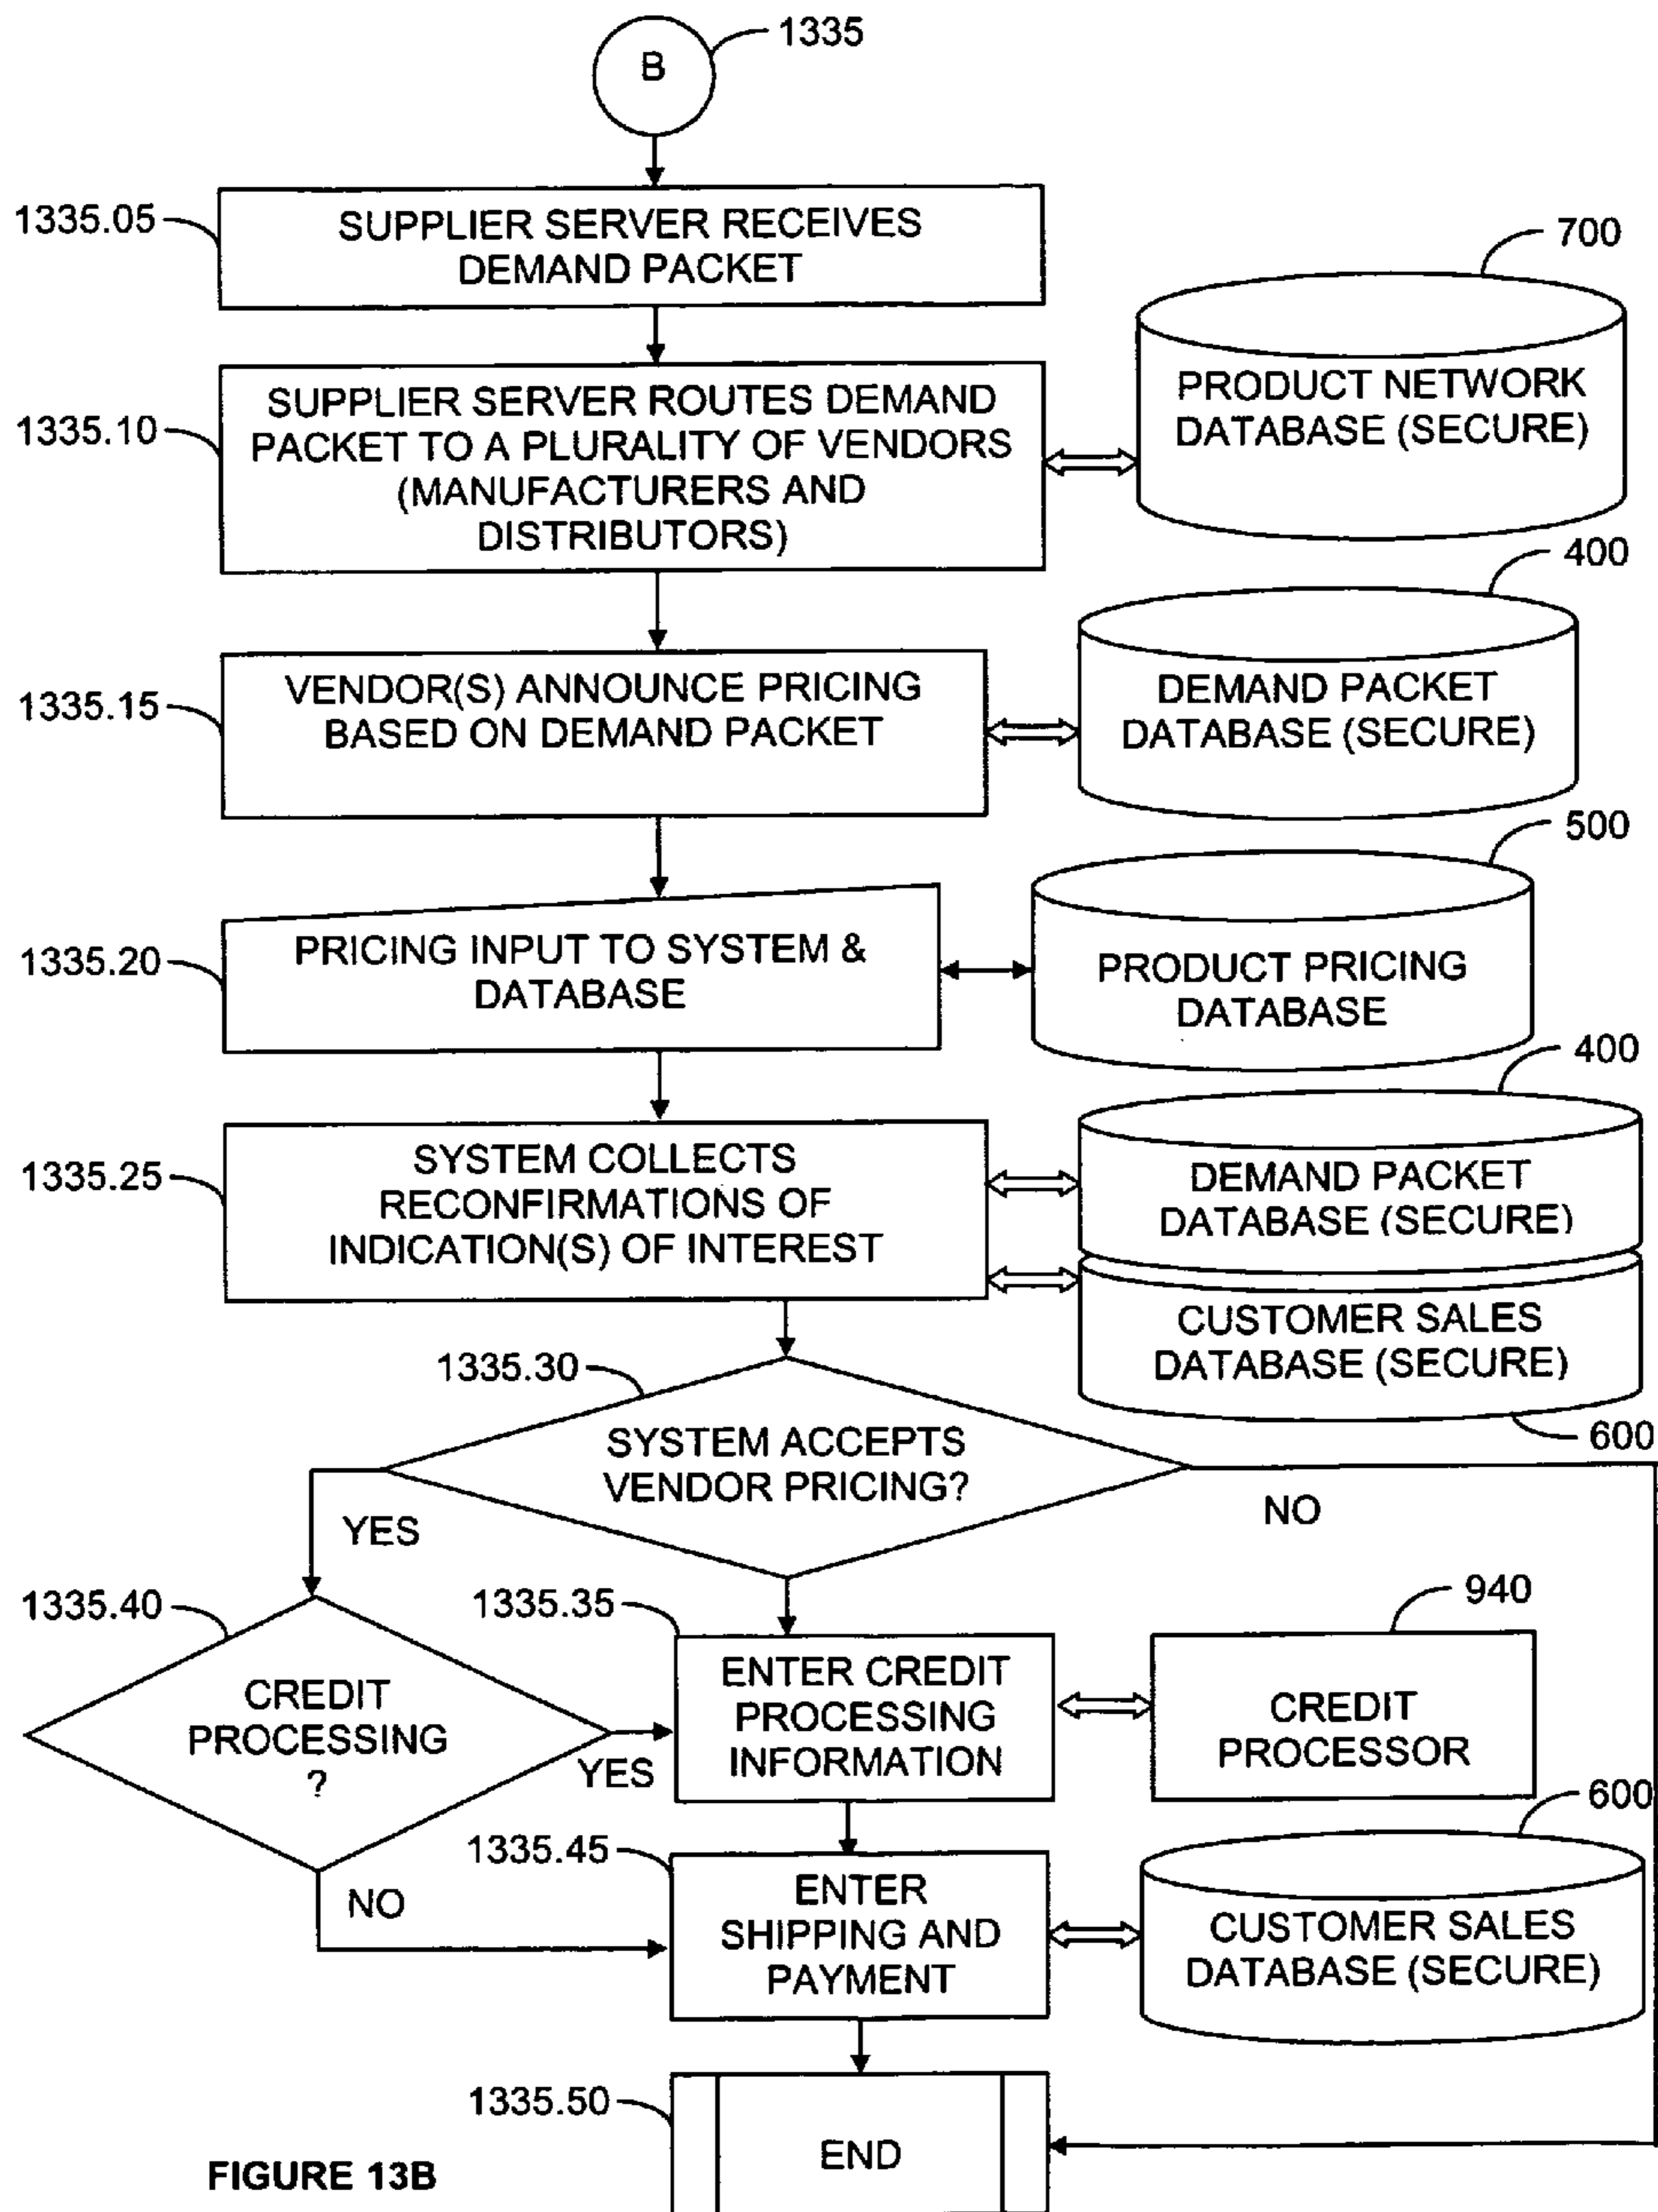 B
1335
1335.05
SUPPLIER SERVER RECEIVES
DEMAND PACKET
700
1335.10
SUPPLIER SERVER ROUTES DEMAND
PACKET TO A PLURALITY OF VENDORS
(MANUFACTURERS AND
DISTRIBUTORS)
PRODUCT NETWORK
DATABASE (SECURE)
400
1335.15
VENDOR(S) ANNOUNCE PRICING
BASED ON DEMAND PACKET
DEMAND PACKET
DATABASE (SECURE)
500
1335.20
PRICING INPUT TO SYSTEM &
DATABASE
PRODUCT PRICING
DATABASE
400
1335.25
SYSTEM COLLECTS
RECONFIRMATIONS OF
INDICATION(S) OF INTEREST
DEMAND PACKET
DATABASE (SECURE)
CUSTOMER SALES
DATABASE (SECURE)
600
1335.30
SYSTEM ACCEPTS
VENDOR PRICING?
YES
NO
1335.40
CREDIT
PROCESSING
?
YES
NO
1335.35
ENTER CREDIT
PROCESSING
INFORMATION
940
CREDIT
PROCESSOR
600
1335.45
ENTER
SHIPPING AND
PAYMENT
CUSTOMER SALES
DATABASE (SECURE)
1335.50
END
FIGURE 13B